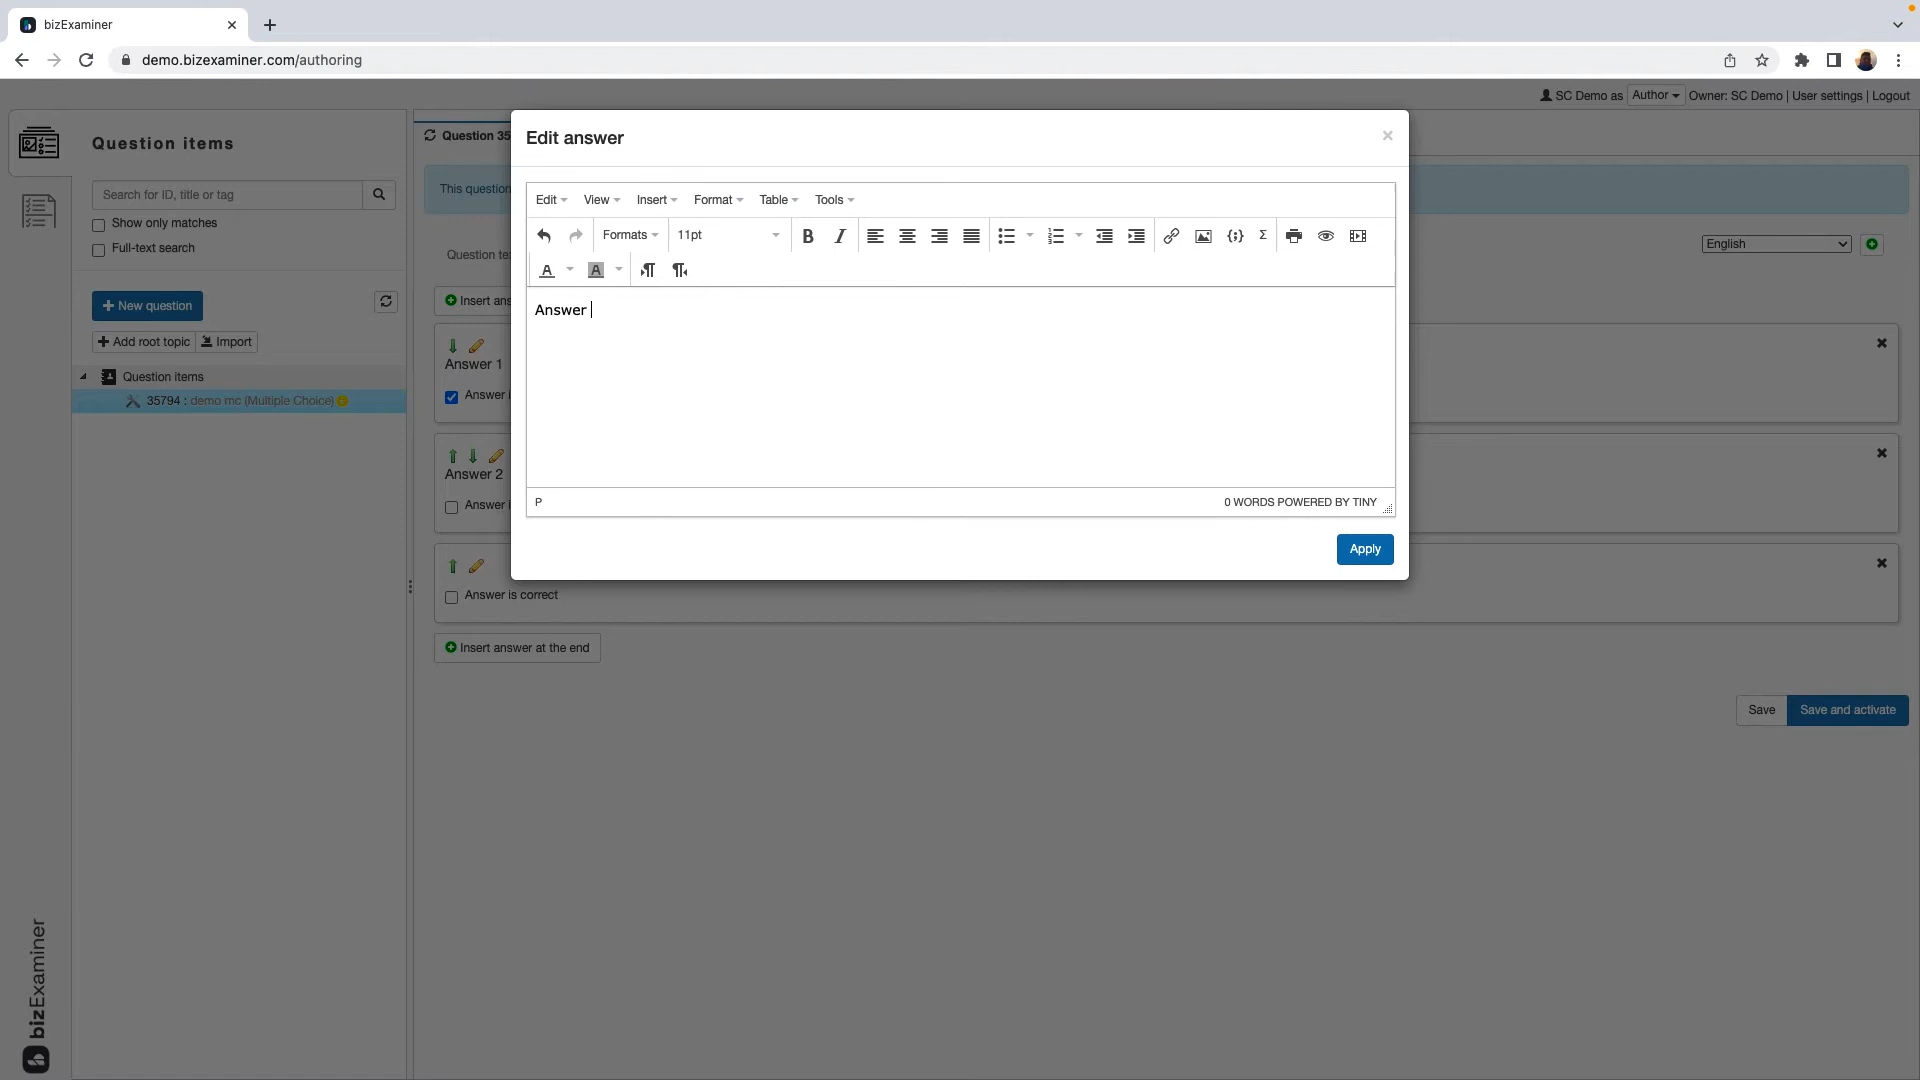 bizExaminer
demo.bizexaminer.com/authoring
SC Demo as Author Owner: SC Demo | User settings | Logout
Question items
Search for ID, title or tag
Show only matches
Full-text search
+ New question
+ Add root topic Import
Question items
35794 : demo mc (Multiple Choice)
Question 35
This question
Question te
English
Insert ans
Answer 1
Answer i
Answer 2
Answer i
Answer is correct
Insert answer at the end
Save Save and activate
Edit answer
Edit View Insert Format Table Tools
Formats 11pt B I Σ
A A
Answer
P 0 WORDS POWERED BY TINY
Apply
bizExaminer